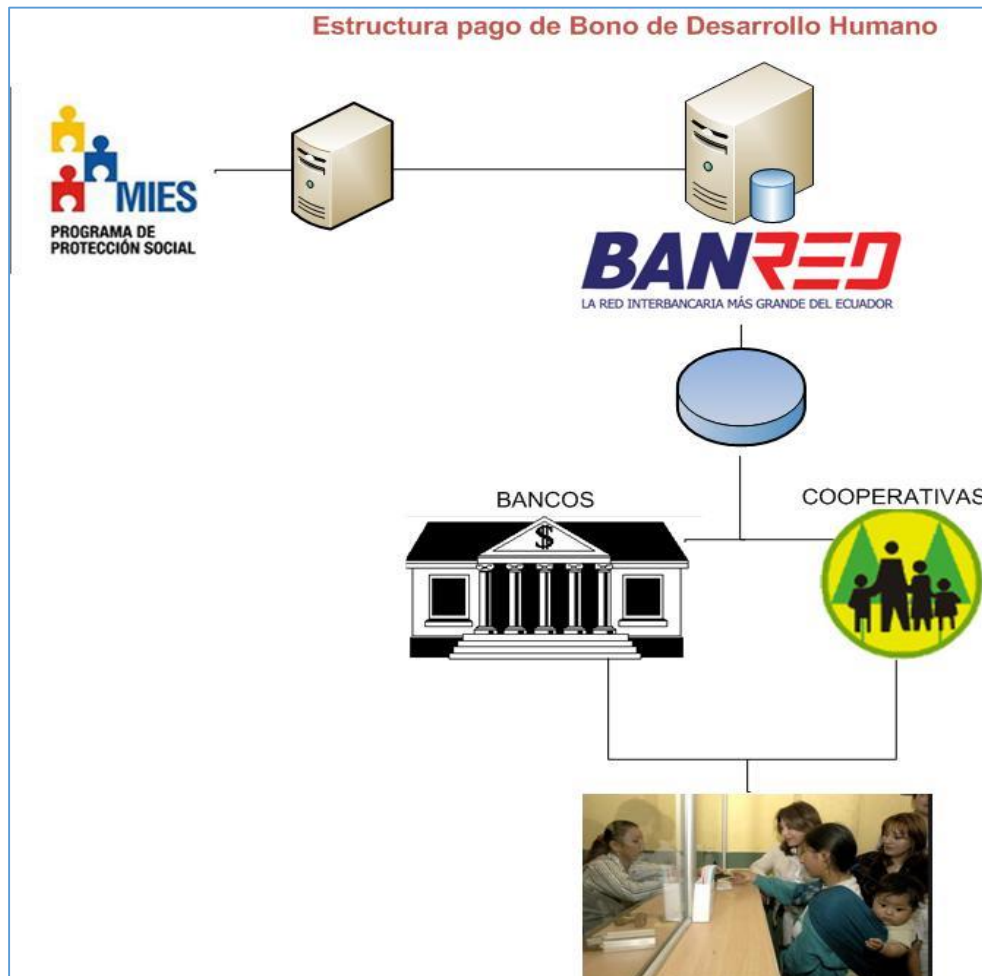 Estructura pago de Bono de Desarrollo Humano
MIES
PROGRAMA DE
PROTECCIÓN SOCIAL
BANRED
LA RED INTERBANCARIA MÁS GRANDE DEL ECUADOR
BANCOS
COOPERATIVAS
$